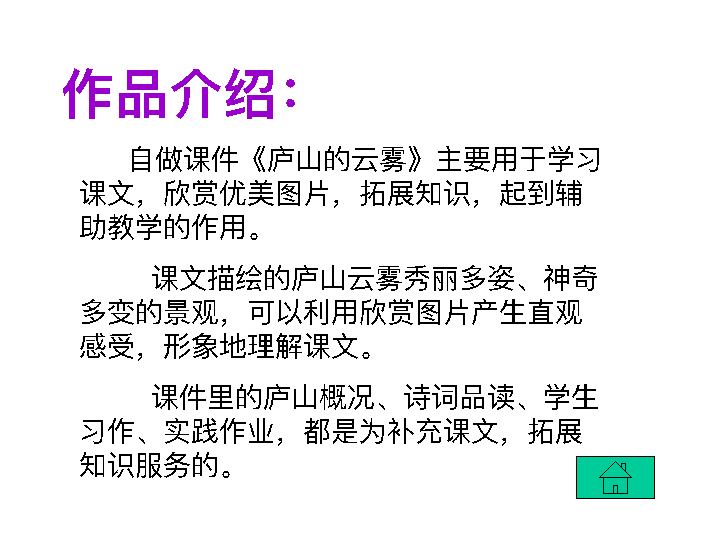 作品介绍：
自做课件《庐山的云雾》主要用于学习
课文，欣赏优美图片，拓展知识，起到辅
助教学的作用。
课文描绘的庐山云雾秀丽多姿、神奇
多变的景观，可以利用欣赏图片产生直观
感受，形象地理解课文。
课件里的庐山概况、诗词品读、学生
习作、实践作业，都是为补充课文，拓展
知识服务的。